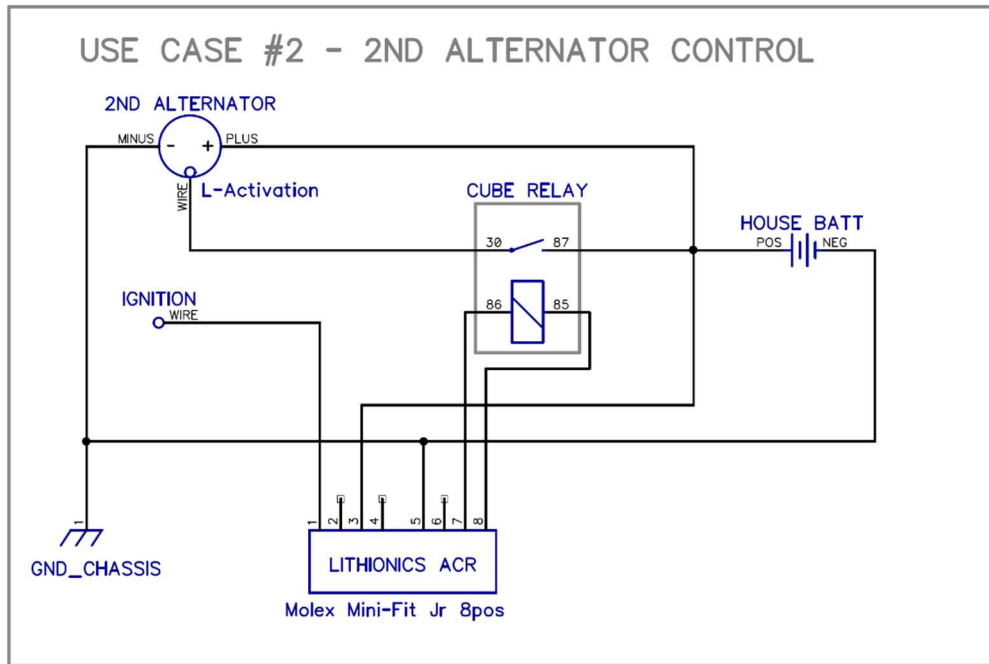 USE CASE #2 - 2ND ALTERNATOR CONTROL
2ND ALTERNATOR
MINUS - + PLUS
WIRE
L-Activation
CUBE RELAY
30 87
86 85
HOUSE BATT
POS NEG
IGNITION
WIRE
1
GND_CHASSIS
1 2 3 4 5 6 7 8
LITHIONICS ACR
Molex Mini-Fit Jr 8pos